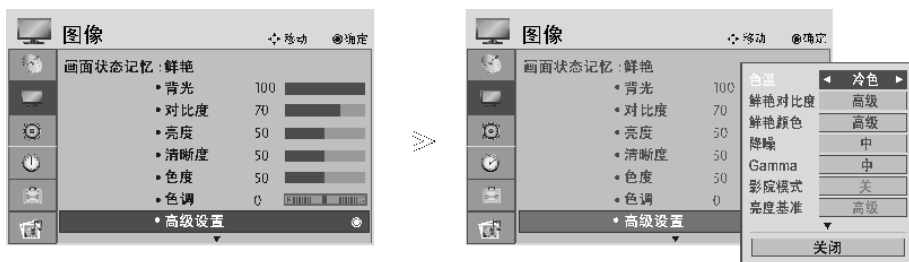 图像 移动 确定
画面状态记忆 :鲜艳
• 背光 100
• 对比度 70
• 亮度 50
• 清晰度 50
• 色度 50
• 色调 0
• 高级设置
图像 移动 确定
画面状态记忆 :鲜艳
• 背光 100
• 对比度 70
• 亮度 50
• 清晰度 50
• 色度 50
• 色调 0
• 高级设置
色温 冷色
鲜艳对比度 高级
鲜艳颜色 高级
降噪 中
Gamma 中
影院模式 关
亮度基准 高级
关闭